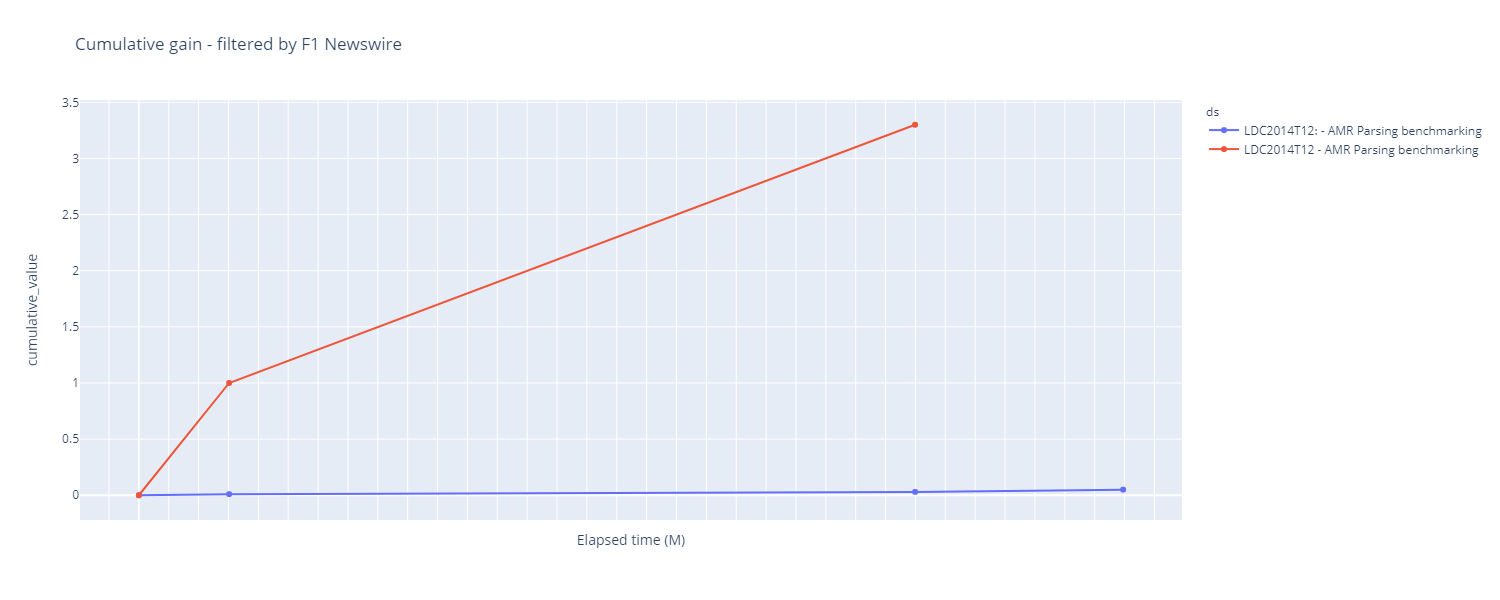 Cumulative gain - filtered by F1 Newswire
3.5
3
2.5
2
1.5
1
0.5
0
cumulative_value
Elapsed time (M)
ds
LDC2014T12: - AMR Parsing benchmarking
LDC2014T12 - AMR Parsing benchmarking